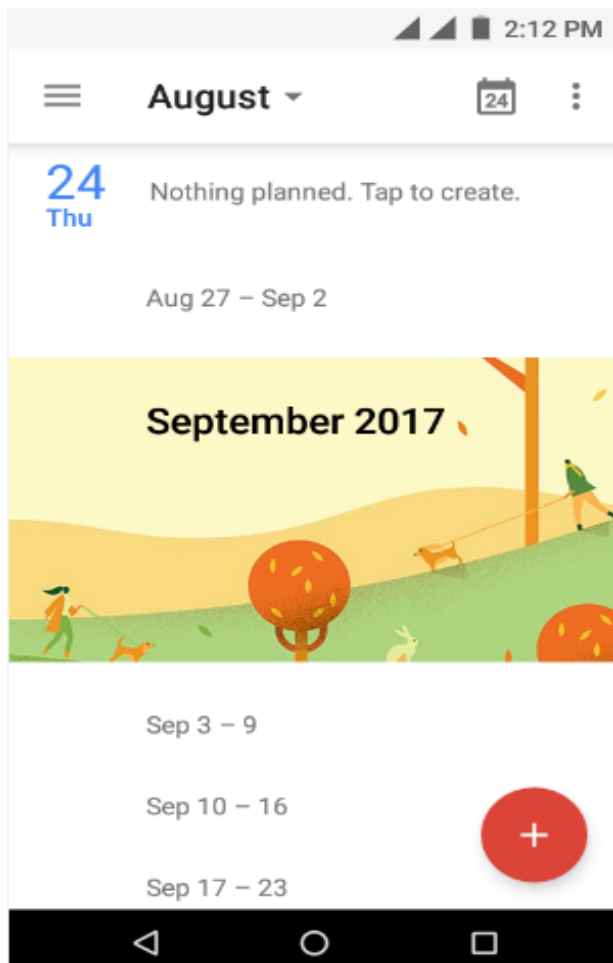 2:12 PM
August
24
24
Thu
Nothing planned. Tap to create.
Aug 27 – Sep 2
September 2017
Sep 3 – 9
Sep 10 – 16
Sep 17 – 23